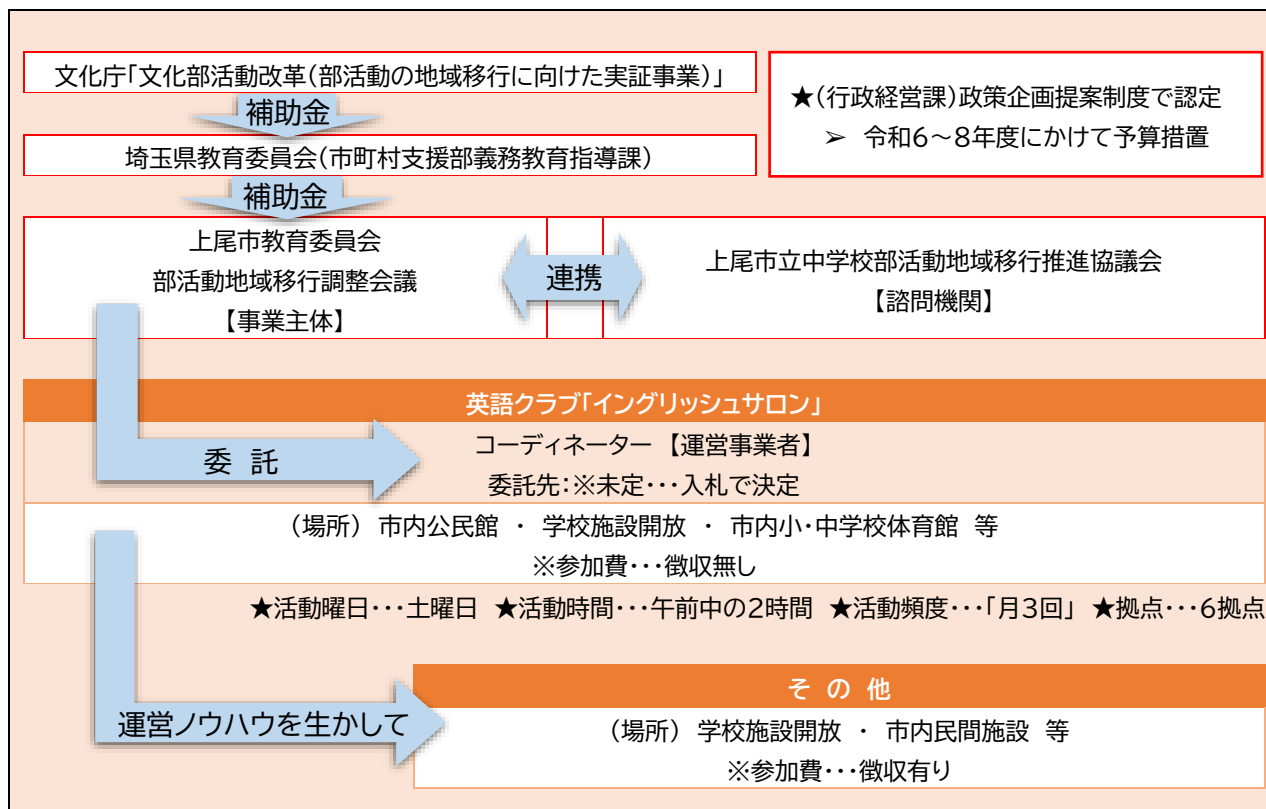 文化庁「文化部活動改革(部活動の地域移行に向けた実証事業)」
補助金
埼玉県教育委員会(市町村支援部義務教育指導課)
補助金
★(行政経営課)政策企画提案制度で認定
➢ 令和6～8年度にかけて予算措置
上尾市教育委員会
部活動地域移行調整会議
【事業主体】
連携
上尾市立中学校部活動地域移行推進協議会
【諮問機関】
英語クラブ「イングリッシュサロン」
委 託
コーディネーター 【運営事業者】
委託先:※未定・・・入札で決定
(場所) 市内公民館 ・ 学校施設開放 ・ 市内小・中学校体育館 等
※参加費・・・徴収無し
★活動曜日・・・土曜日 ★活動時間・・・午前中の2時間 ★活動頻度・・・「月3回」 ★拠点・・・6拠点
運営ノウハウを生かして
そ の 他
(場所) 学校施設開放 ・ 市内民間施設 等
※参加費・・・徴収有り